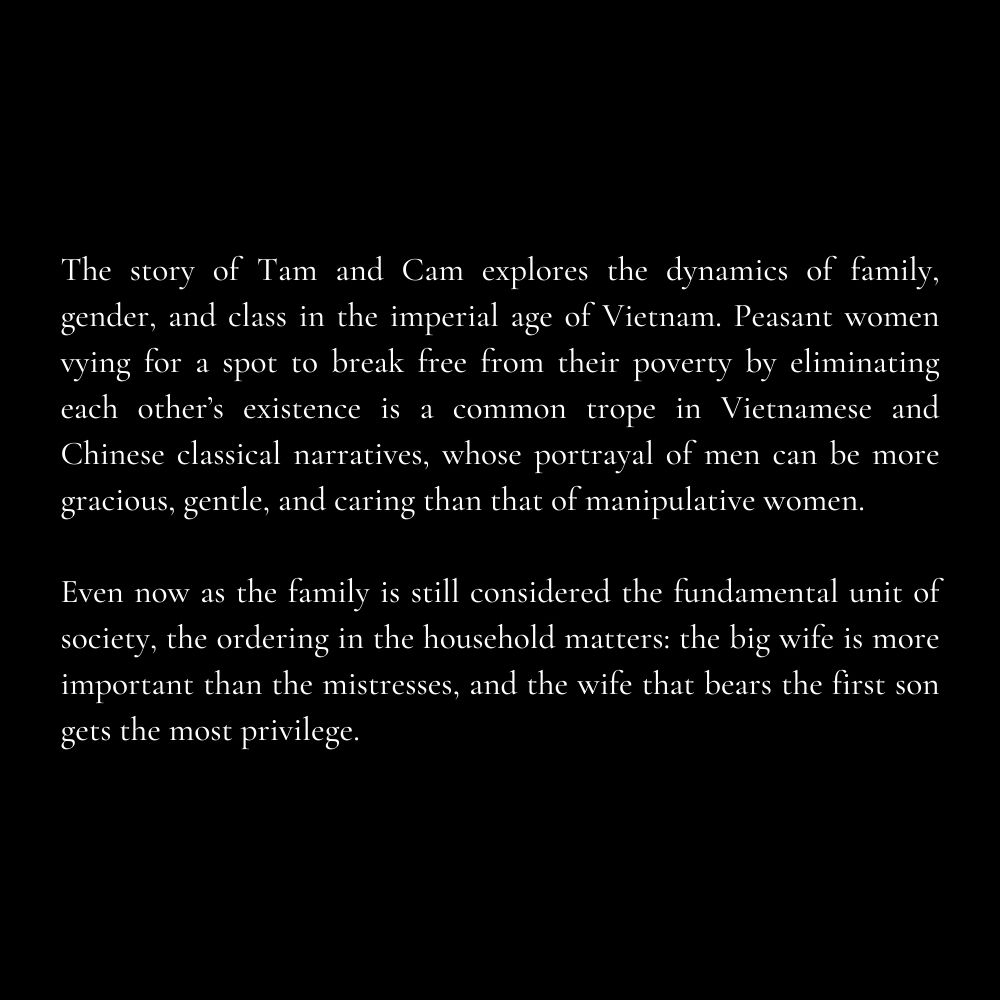 The story of Tam and Cam explores the dynamics of family,
gender, and class in the imperial age of Vietnam. Peasant women
vying for a spot to break free from their poverty by eliminating
each other’s existence is a common trope in Vietnamese and
Chinese classical narratives, whose portrayal of men can be more
gracious, gentle, and caring than that of manipulative women.
Even now as the family is still considered the fundamental unit of
society, the ordering in the household matters: the big wife is more
important than the mistresses, and the wife that bears the first son
gets the most privilege.